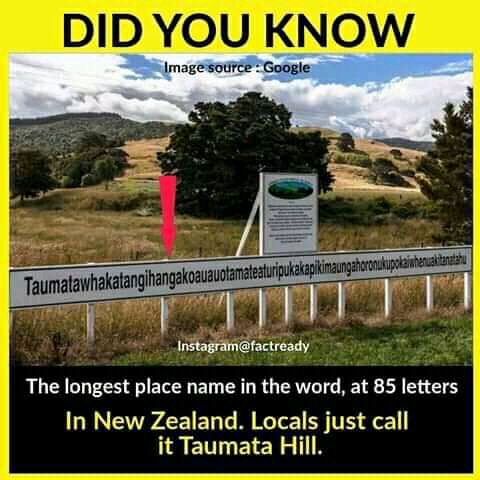 DID YOU KNOW
Image source : Google
Taumatawhakatangihangakoauauotamateaturipukakapikimaungahoronukupokaiwhenuakitanatahu
Instagram@factready
The longest place name in the word, at 85 letters
In New Zealand. Locals just call
it Taumata Hill.